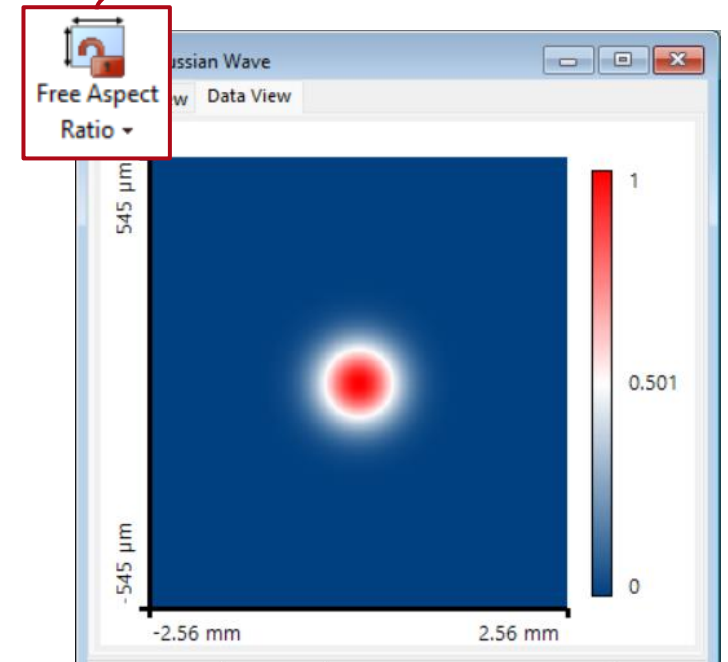 Free Aspect
Ratio
ussian Wave
ew
Data View
545 µm
1
0.501
0
-545 µm
-2.56 mm
2.56 mm